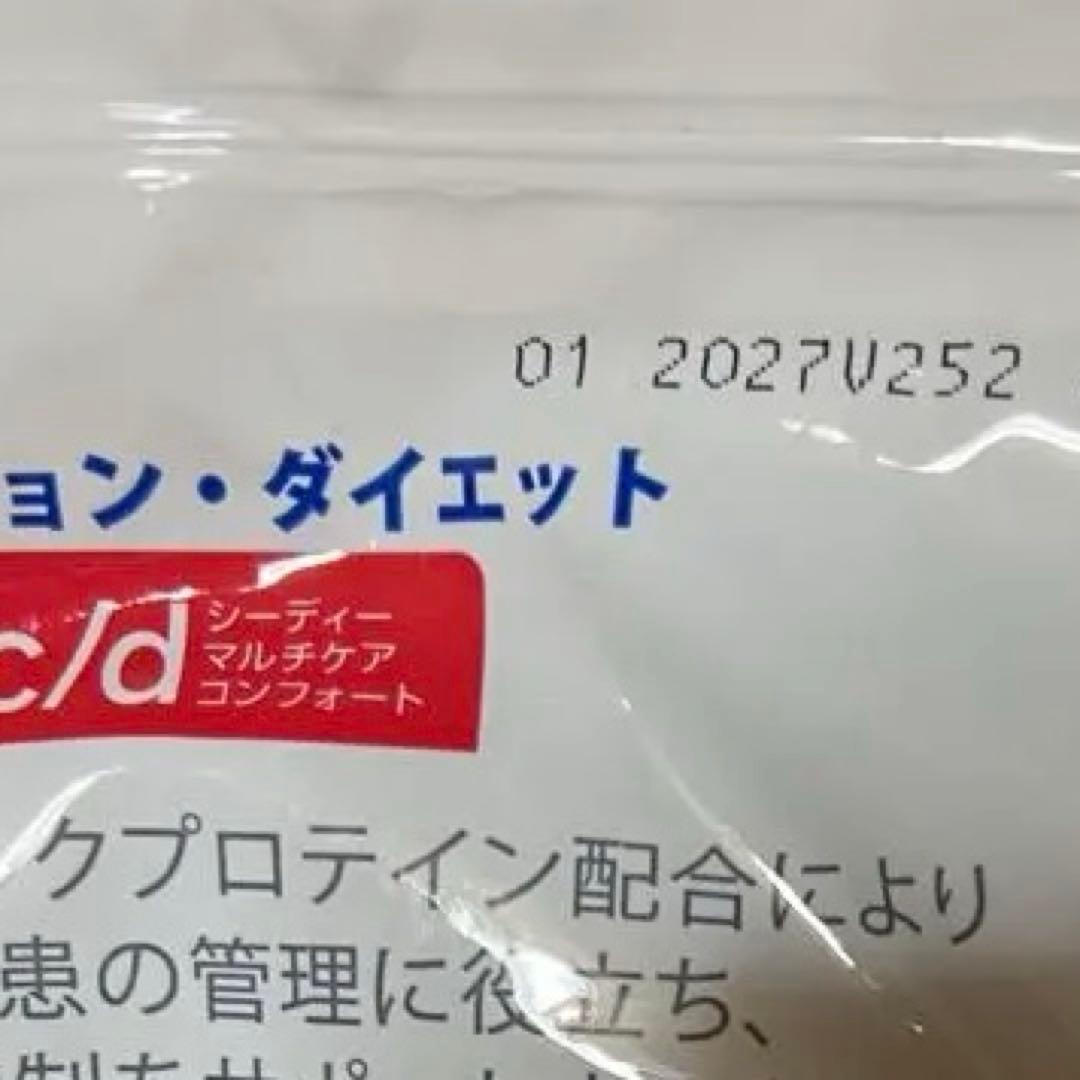 01 2027V252
ョン・ダイエット
c/d
シーディー
マルチケア
コンフォート
クプロテイン配合により
患の管理に役立ち、